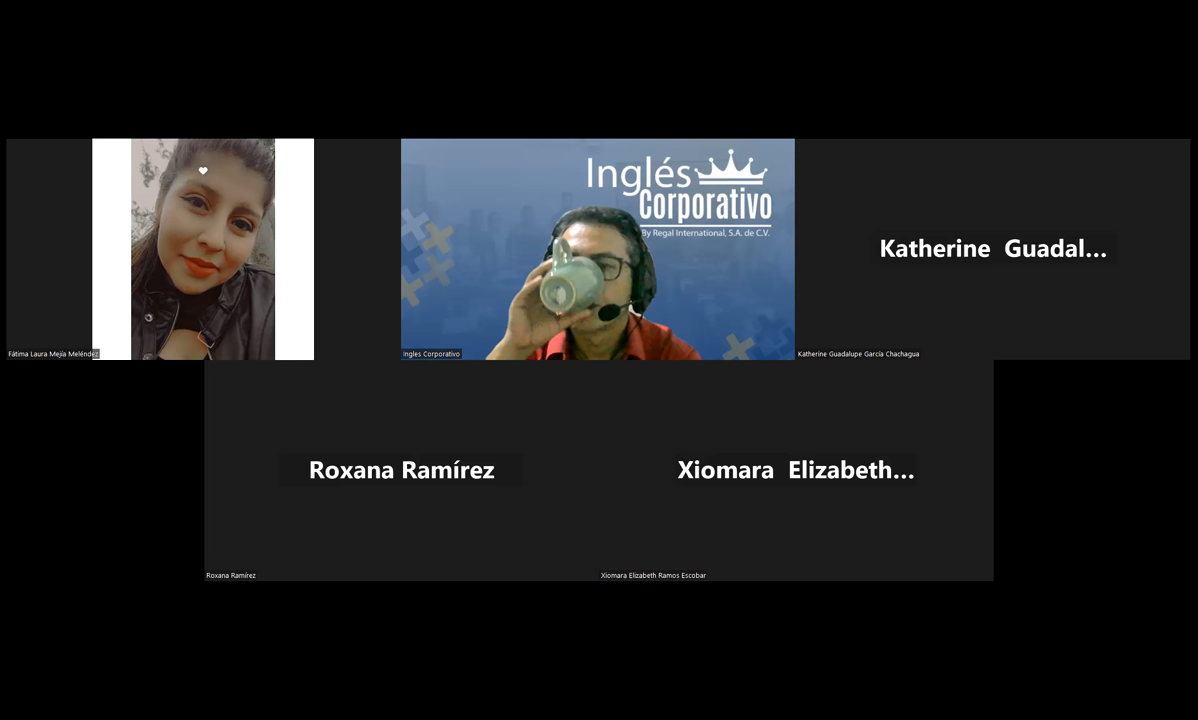 Inglés
Corporativo
By Regal International, S.A. de C.V.
Katherine Guadal...
Fátima Laura Mejía Meléndez
Ingles Corporativo
Katherine Guadalupe García Chachagua
Roxana Ramírez
Xiomara Elizabeth...
Roxana Ramírez
Xiomara Elizabeth Ramos Escobar